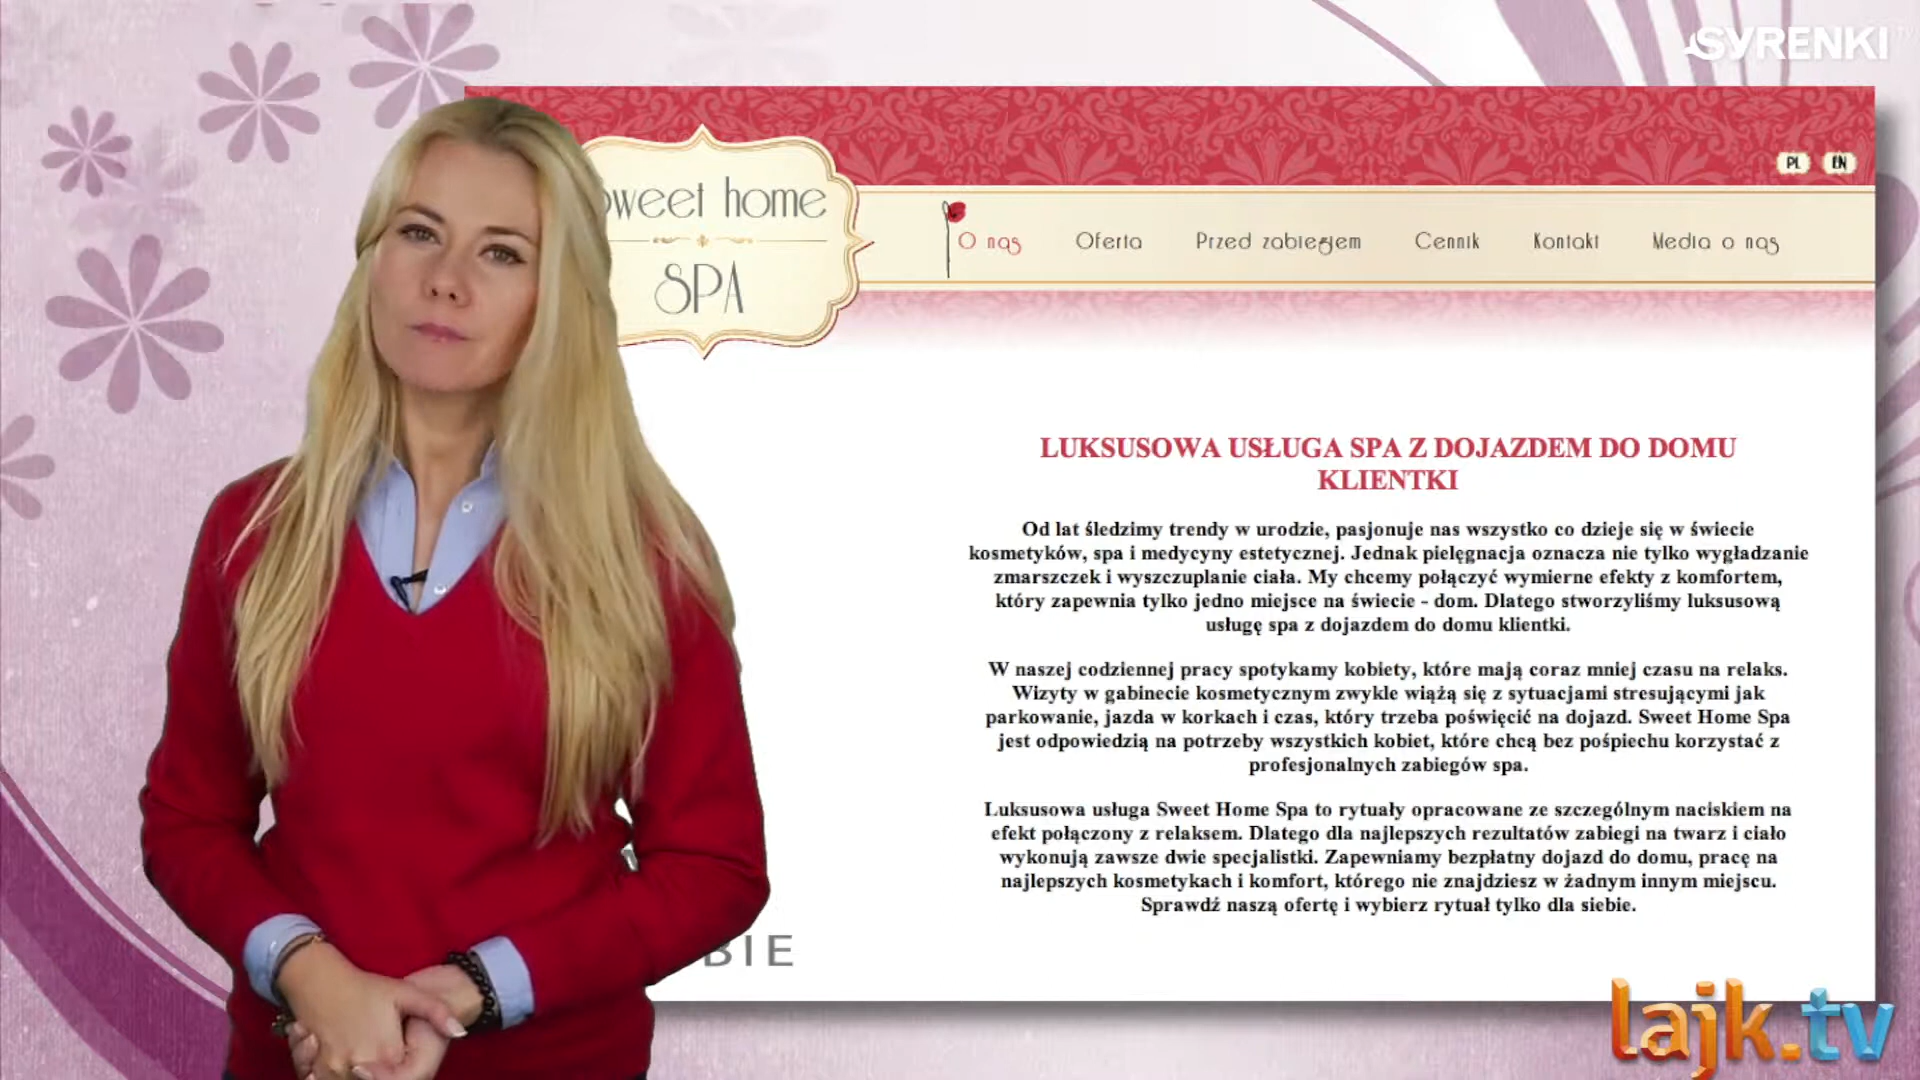 SYRENKI
PL EN
sweet home
SPA
O nas Oferta Przed zabiegiem Cennik Kontakt Media o nas
LUKSUSOWA USŁUGA SPA Z DOJAZDEM DO DOMU
KLIENTKI
Od lat śledzimy trendy w urodzie, pasjonuje nas wszystko co dzieje się w świecie
kosmetyków, spa i medycyny estetycznej. Jednak pielęgnacja oznacza nie tylko wygładzanie
zmarszczek i wyszczuplanie ciała. My chcemy połączyć wymierne efekty z komfortem,
który zapewnia tylko jedno miejsce na świecie - dom. Dlatego stworzyliśmy luksusową
usługę spa z dojazdem do domu klientki.
W naszej codziennej pracy spotykamy kobiety, które mają coraz mniej czasu na relaks.
Wizyty w gabinecie kosmetycznym zwykle wiążą się z sytuacjami stresującymi jak
parkowanie, jazda w korkach i czas, który trzeba poświęcić na dojazd. Sweet Home Spa
jest odpowiedzią na potrzeby wszystkich kobiet, które chcą bez pośpiechu korzystać z
profesjonalnych zabiegów spa.
Luksusowa usługa Sweet Home Spa to rytuały opracowane ze szczególnym naciskiem na
efekt połączony z relaksem. Dlatego dla najlepszych rezultatów zabiegi na twarz i ciało
wykonują zawsze dwie specjalistki. Zapewniamy bezpłatny dojazd do domu, pracę na
najlepszych kosmetykach i komfort, którego nie znajdziesz w żadnym innym miejscu.
Sprawdź naszą ofertę i wybierz rytuał tylko dla siebie.
BIE
lajk.tv